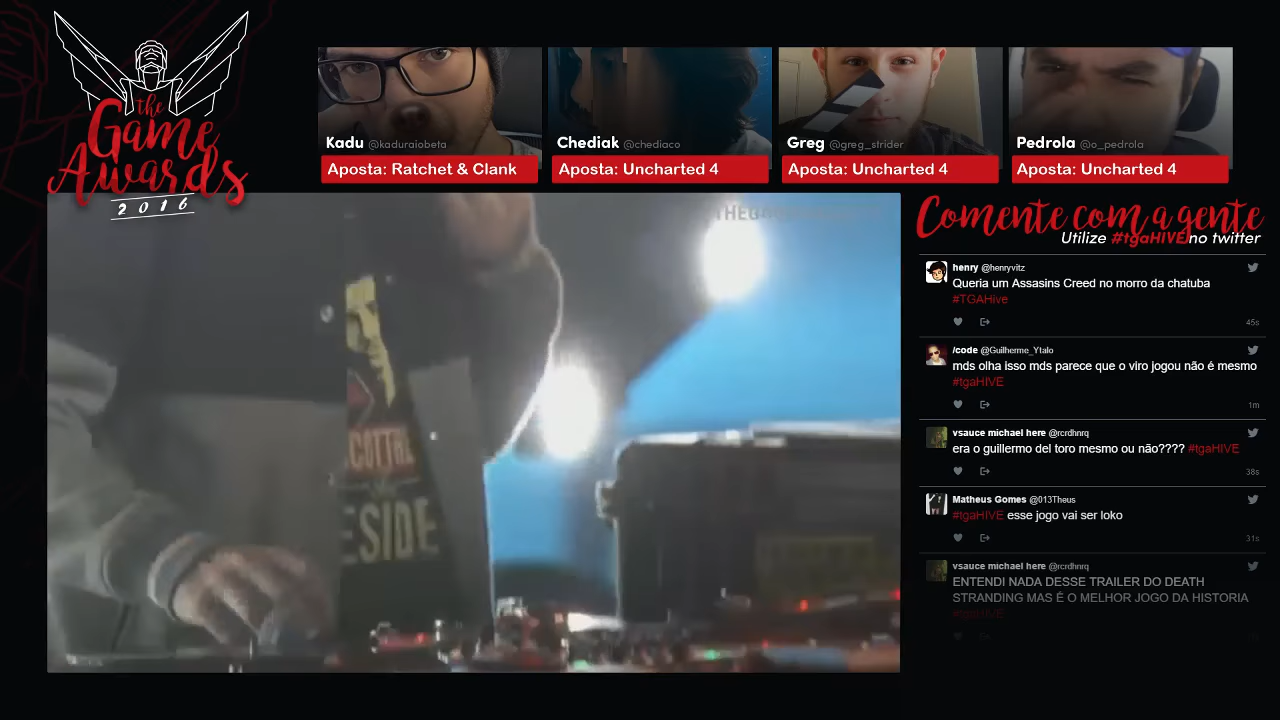 the
Game
Awards
2016
Kadu @kaduraiobeta
Aposta: Ratchet & Clank
Chediak @chediaco
Aposta: Uncharted 4
Greg @greg_strider
Aposta: Uncharted 4
Pedrola @o_pedrola
Aposta: Uncharted 4
ESIDE
Comente com a gente
Utilize #tgaHIVE no twitter
henry @henryvitz
Queria um Assasins Creed no morro da chatuba
#TGAHive
45s
/code @Guilherme_Ytalo
mds olha isso mds parece que o viro jogou não é mesmo
#tgaHIVE
1m
vsauce michael here @rcrdhnrq
era o guillermo del toro mesmo ou não???? #tgaHIVE
38s
Matheus Gomes @013Theus
#tgaHIVE esse jogo vai ser loko
31s
vsauce michael here @rcrdhnrq
ENTENDI NADA DESSE TRAILER DO DEATH
STRANDING MAS É O MELHOR JOGO DA HISTORIA
#tgaHIVE